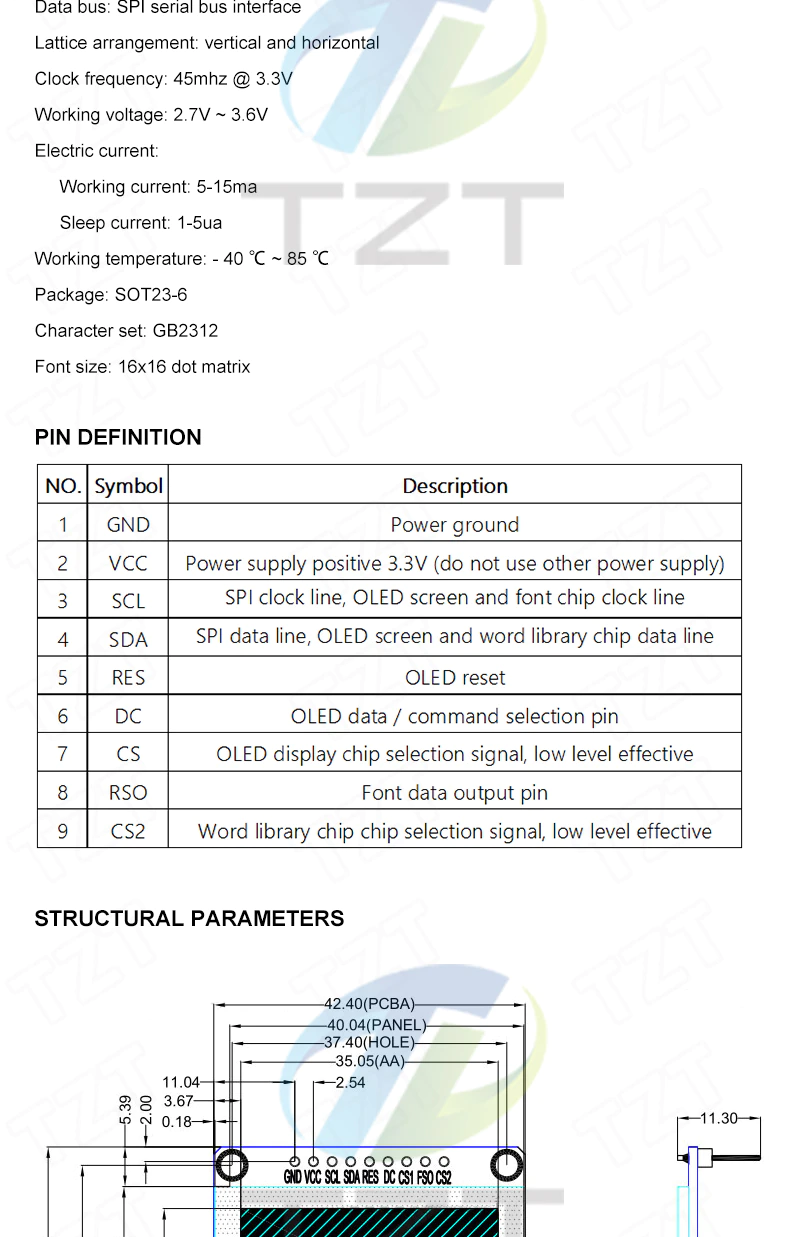 Data bus: SPI serial bus interface
Lattice arrangement: vertical and horizontal
Clock frequency: 45mhz @ 3.3V
Working voltage: 2.7V ~ 3.6V
Electric current:
Working current: 5-15ma
Sleep current: 1-5ua
Working temperature: - 40 ℃ ~ 85 ℃
Package: SOT23-6
Character set: GB2312
Font size: 16x16 dot matrix
TZT
PIN DEFINITION
NO. Symbol Description
1 GND Power ground
2 VCC Power supply positive 3.3V (do not use other power supply)
3 SCL SPI clock line, OLED screen and font chip clock line
4 SDA SPI data line, OLED screen and word library chip data line
5 RES OLED reset
6 DC OLED data / command selection pin
7 CS OLED display chip selection signal, low level effective
8 RSO Font data output pin
9 CS2 Word library chip chip selection signal, low level effective
STRUCTURAL PARAMETERS
42.40(PCBA)
40.04(PANEL)
37.40(HOLE)
35.05(AA)
11.04 2.54
3.67
0.18
5.39
2.00
11.30
GND VCC SCL SDA RES DC CS1 FSO CS2